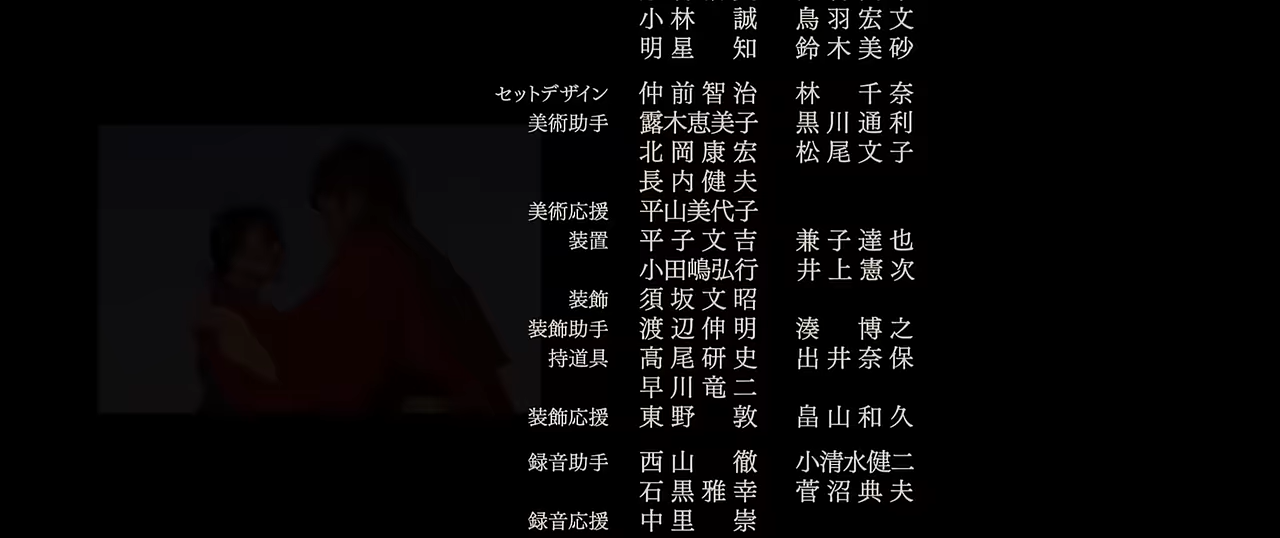 小林 誠 鳥羽宏文
明星 知 鈴木美砂
セットデザイン 仲前智治 林 千奈
美術助手 露木恵美子 黒川通利
北岡康宏 松尾文子
長内健夫
美術応援 平山美代子
装置 平子文吉 兼子達也
小田嶋弘行 井上憲次
装飾 須坂文昭
装飾助手 渡辺伸明 湊 博之
持道具 高尾研史 出井奈保
早川竜二
装飾応援 東野 敦 畠山和久
録音助手 西山 徹 小清水健二
石黒雅幸 菅沼典夫
録音応援 中里 崇